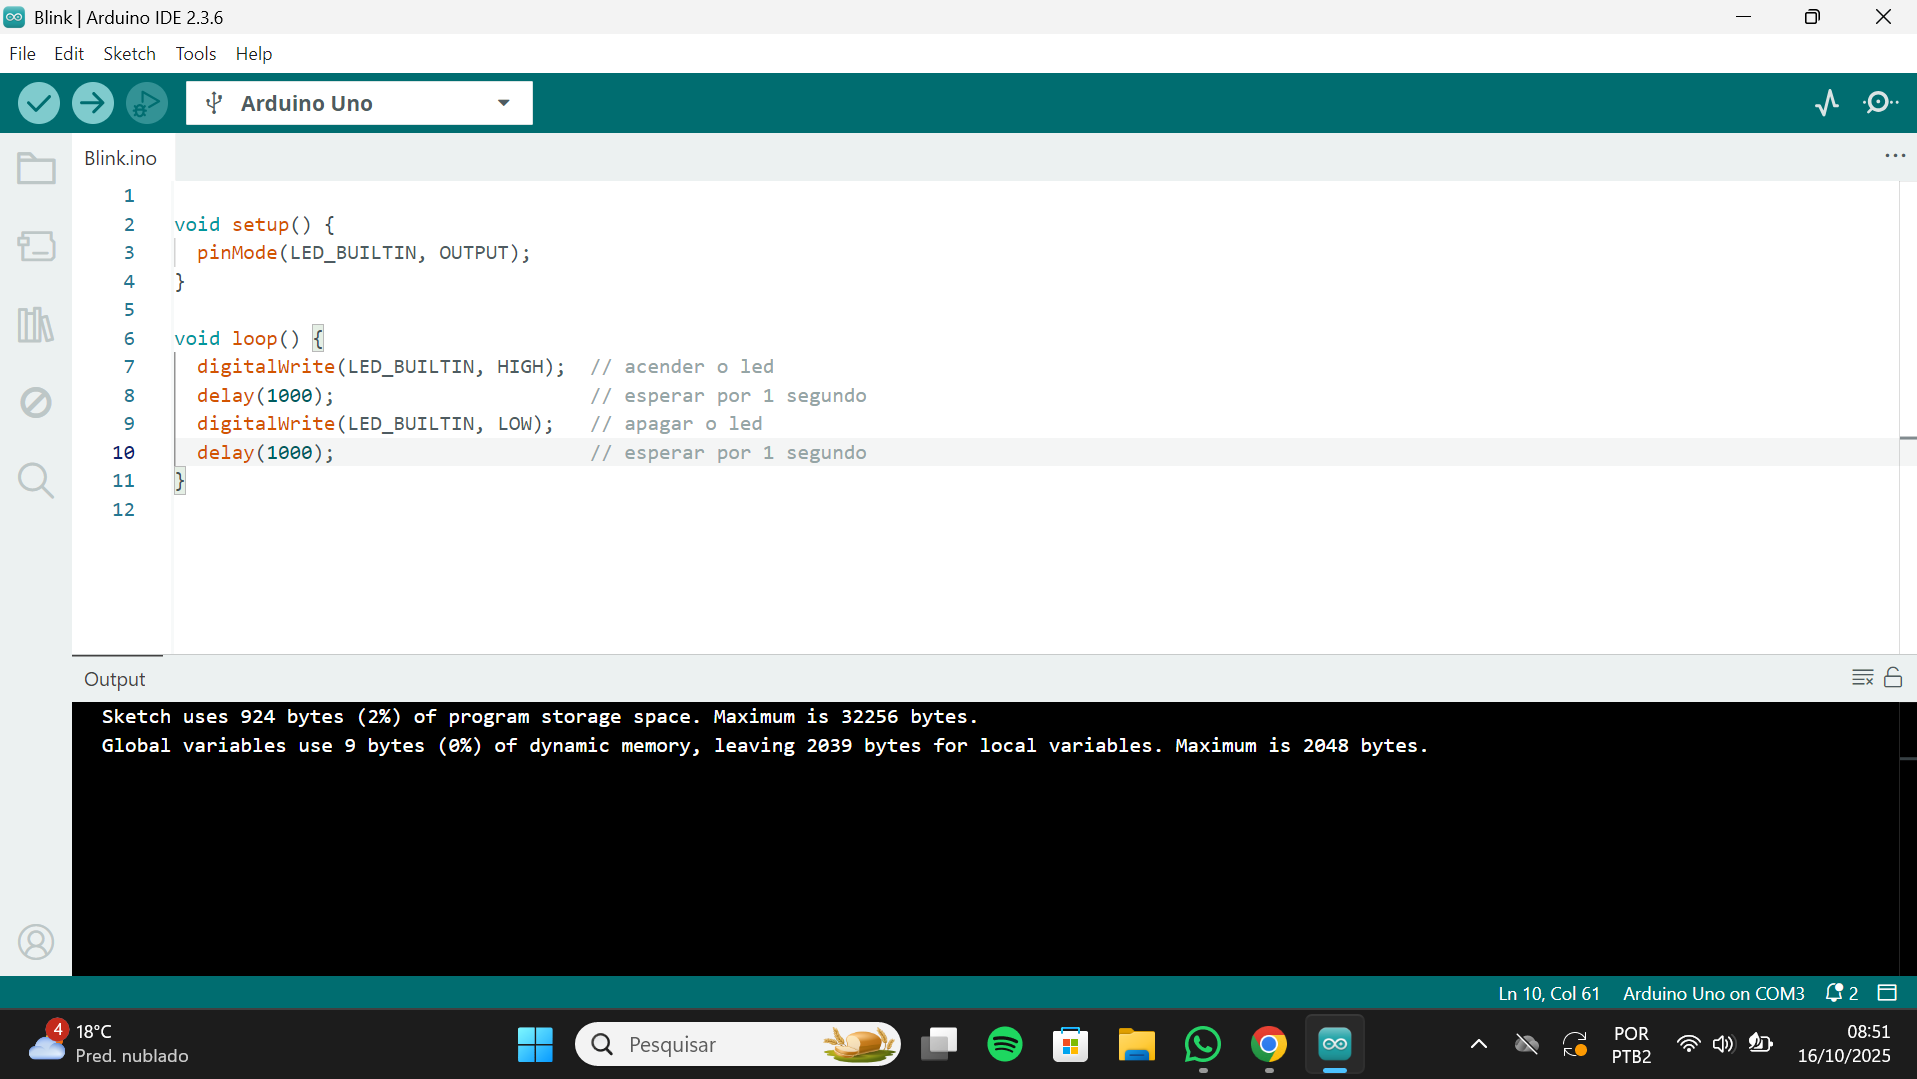 Blink | Arduino IDE 2.3.6
File Edit Sketch Tools Help
Arduino Uno
Blink.ino
1
2 void setup() {
3 pinMode(LED_BUILTIN, OUTPUT);
4 }
5
6 void loop() {
7 digitalWrite(LED_BUILTIN, HIGH); // acender o led
8 delay(1000); // esperar por 1 segundo
9 digitalWrite(LED_BUILTIN, LOW); // apagar o led
10 delay(1000); // esperar por 1 segundo
11 }
12
Output
Sketch uses 924 bytes (2%) of program storage space. Maximum is 32256 bytes.
Global variables use 9 bytes (0%) of dynamic memory, leaving 2039 bytes for local variables. Maximum is 2048 bytes.
Ln 10, Col 61 Arduino Uno on COM3 2
4 18°C
Pred. nublado
Pesquisar
POR
PTB2
08:51
16/10/2025